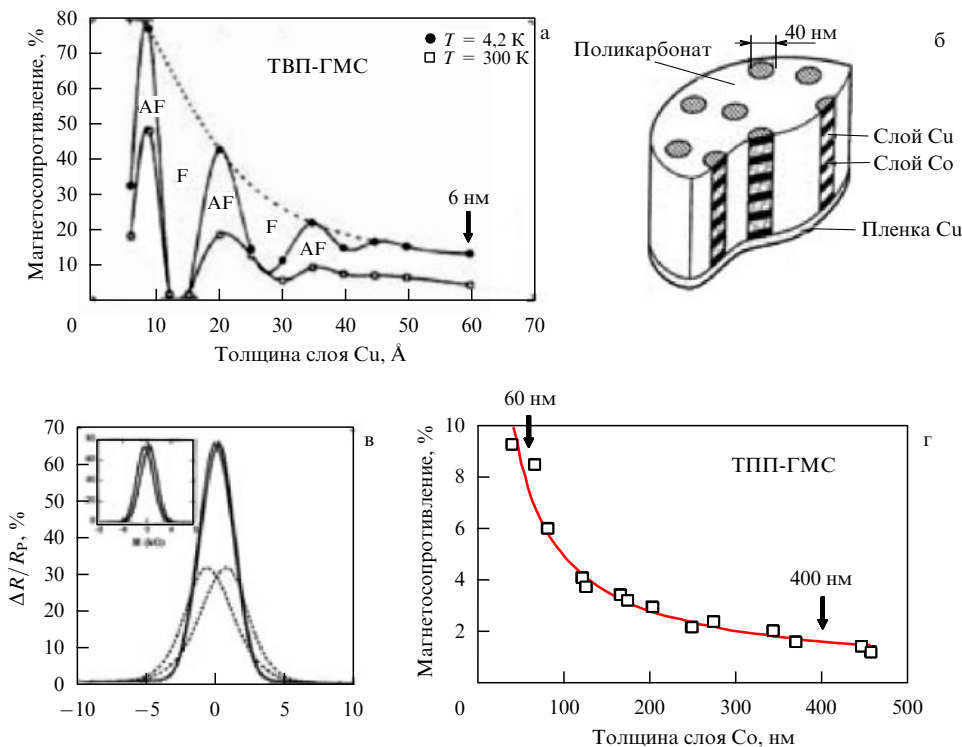 80
70
60
50
40
30
20
10
0
10
20
30
40
50
60
70
Магнетосопротивление, %
Толщина слоя Cu, Å
ТВП-ГМС
T = 4,2 К
T = 300 К
а
AF
F
AF
F
AF
6 нм
б
40 нм
Поликарбонат
Слой Cu
Слой Co
Пленка Cu
в
70
60
50
40
30
20
10
0
−10
−5
0
5
10
ΔR/R_P, %
г
10
8
6
4
2
0
100
200
300
400
500
Магнетосопротивление, %
Толщина слоя Co, нм
60 нм
ТПП-ГМС
400 нм